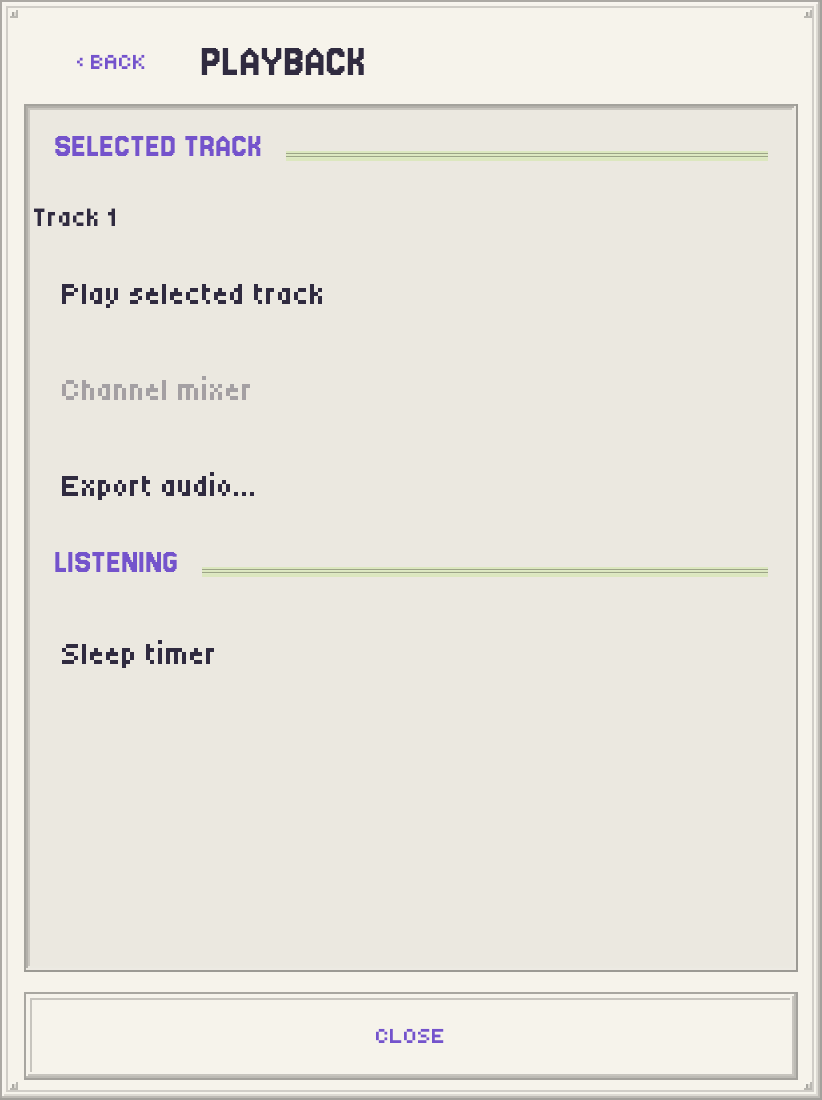 ‹ BACK
PLAYBACK
SELECTED TRACK
Track 1
Play selected track
Channel mixer
Export audio...
LISTENING
Sleep timer
CLOSE